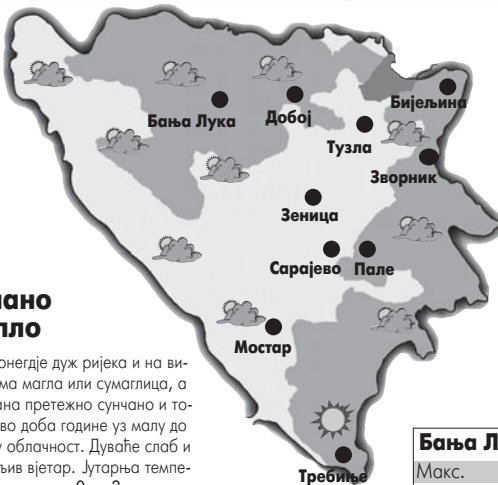 Бања Лука
Добој
Бијељина
Тузла
Зворник
Зеница
Сарајево
Пале
Мостар
Требиње
ано
пло
онегдје дуж ријека и на ви-
ма магла или сумаглица, а
ана претежно сунчано и то-
во доба године уз малу до
у облачност. Дуваће слаб и
љив вјетар. Јутарња темпе-
Бања Л
Макс.